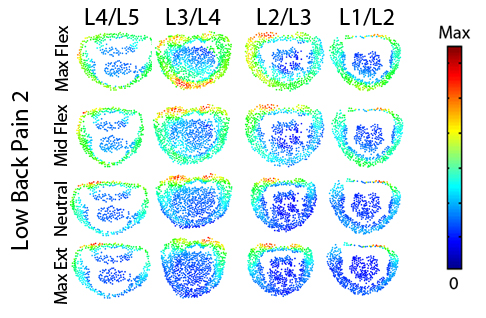 L4/L5 L3/L4 L2/L3 L1/L2
Max
Low Back Pain 2
Max Flex
Mid Flex
Neutral
Max Ext
0